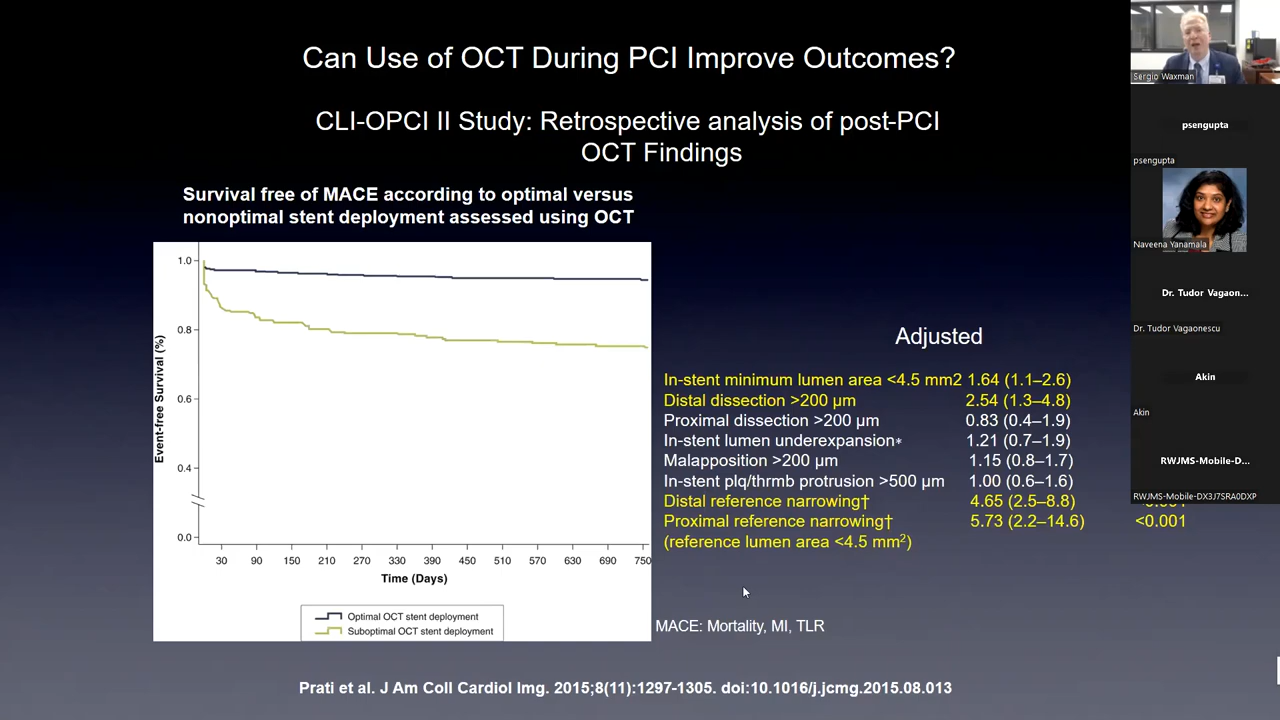 Can Use of OCT During PCI Improve Outcomes?
CLI-OPCI II Study: Retrospective analysis of post-PCI
OCT Findings
Survival free of MACE according to optimal versus
nonoptimal stent deployment assessed using OCT
Event-free Survival (%)
1.0
0.8
0.6
0.4
0.0
30 90 150 210 270 330 390 450 510 570 630 690 750
Time (Days)
Optimal OCT stent deployment
Suboptimal OCT stent deployment
Adjusted
In-stent minimum lumen area <4.5 mm2 1.64 (1.1–2.6)
Distal dissection >200 µm 2.54 (1.3–4.8)
Proximal dissection >200 µm 0.83 (0.4–1.9)
In-stent lumen underexpansion* 1.21 (0.7–1.9)
Malapposition >200 µm 1.15 (0.8–1.7)
In-stent plq/thrmb protrusion >500 µm 1.00 (0.6–1.6)
Distal reference narrowing† 4.65 (2.5–8.8)
Proximal reference narrowing† 5.73 (2.2–14.6) <0.001
(reference lumen area <4.5 mm²)
MACE: Mortality, MI, TLR
Prati et al. J Am Coll Cardiol Img. 2015;8(11):1297-1305. doi:10.1016/j.jcmg.2015.08.013
Sergio Waxman
psengupta
psengupta
Naveena Yanamala
Dr. Tudor Vagaon...
Dr. Tudor Vagaonescu
Akin
Akin
RWJMS-Mobile-D...
RWJMS-Mobile-DX3J7SRA0DXP